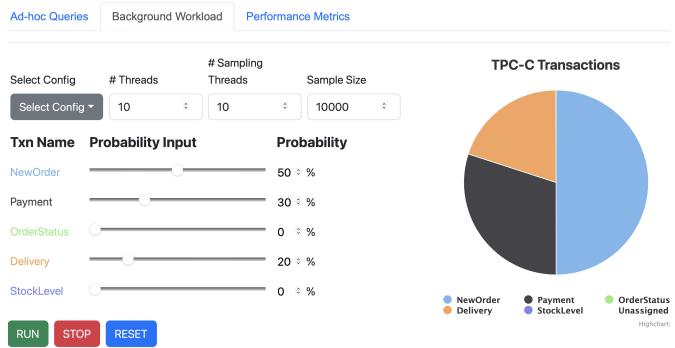 Ad-hoc Queries Background Workload Performance Metrics
Select Config # Threads # Sampling Threads Sample Size
Select Config 10 10 10000
Txn Name Probability Input Probability
NewOrder 50 %
Payment 30 %
OrderStatus 0 %
Delivery 20 %
StockLevel 0 %
RUN STOP RESET
TPC-C Transactions
NewOrder Payment OrderStatus
Delivery StockLevel Unassigned